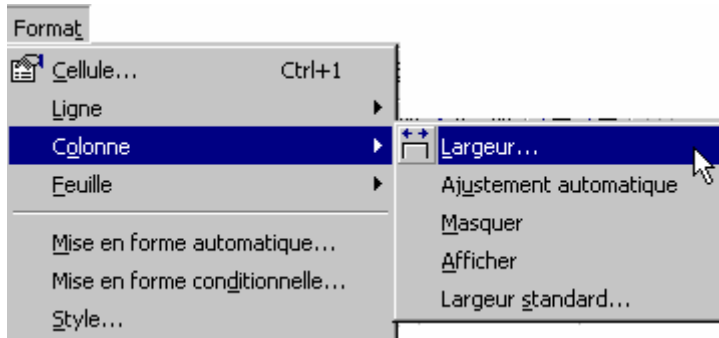 Format
Cellule... Ctrl+1
Ligne
Colonne
Feuille
Mise en forme automatique...
Mise en forme conditionnelle...
Style...
Largeur...
Ajustement automatique
Masquer
Afficher
Largeur standard...